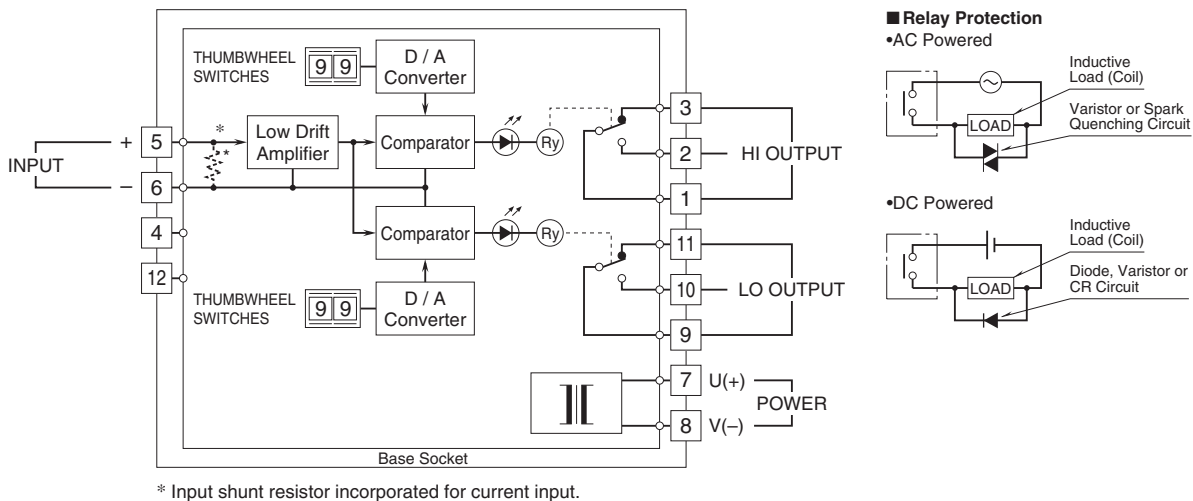 THUMBWHEEL
SWITCHES
9 9
D / A
Converter
*
INPUT
+
5
*
Low Drift
Amplifier
Comparator
Ry
3
2
1
HI OUTPUT
–
6
4
12
Comparator
Ry
11
10
9
LO OUTPUT
THUMBWHEEL
SWITCHES
9 9
D / A
Converter
7
U(+)
8
V(–)
POWER
Base Socket
* Input shunt resistor incorporated for current input.
■ Relay Protection
•AC Powered
LOAD
Inductive
Load (Coil)
Varistor or Spark
Quenching Circuit
•DC Powered
LOAD
Inductive
Load (Coil)
Diode, Varistor or
CR Circuit